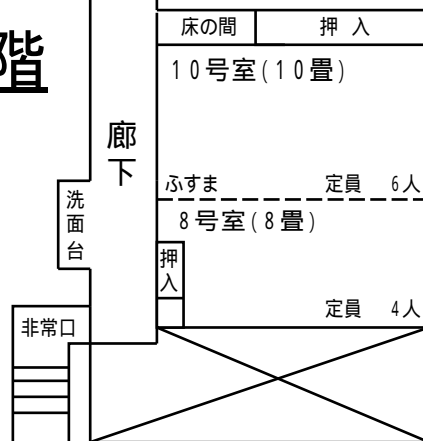 階
床の間
押 入
10号室(10畳)
廊下
ふすま
定員 6人
洗面台
8号室(8畳)
押入
定員 4人
非常口